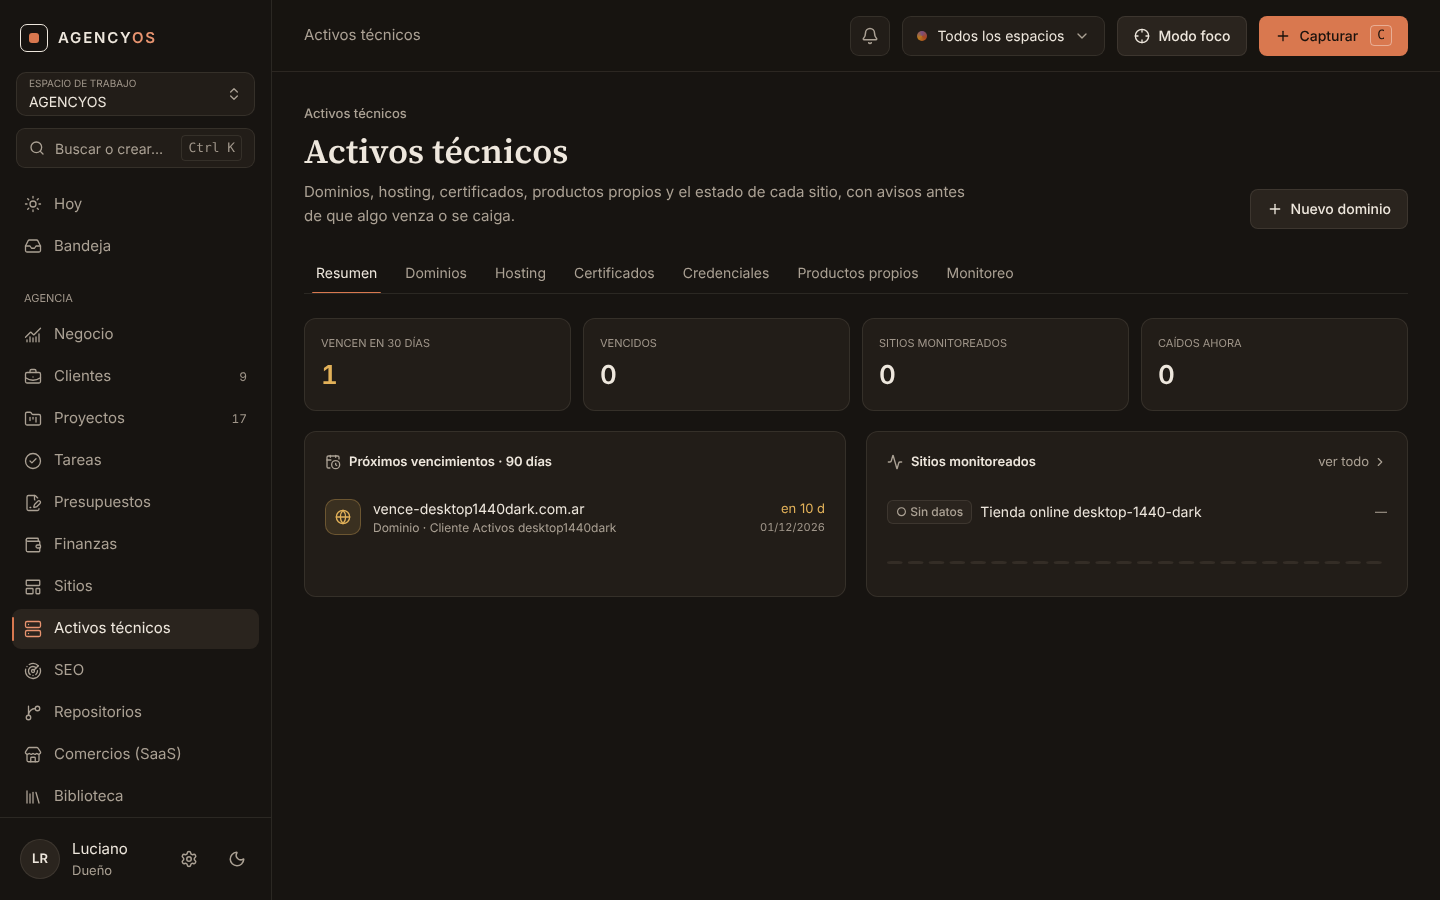 AGENCYOS
ESPACIO DE TRABAJO
AGENCYOS
Buscar o crear... Ctrl K
Hoy
Bandeja
AGENCIA
Negocio
Clientes 9
Proyectos 17
Tareas
Presupuestos
Finanzas
Sitios
Activos técnicos
SEO
Repositorios
Comercios (SaaS)
Biblioteca
LR
Luciano
Dueño
Activos técnicos
Todos los espacios
Modo foco
Capturar C
Activos técnicos
Activos técnicos
Dominios, hosting, certificados, productos propios y el estado de cada sitio, con avisos antes
de que algo venza o se caiga.
Nuevo dominio
Resumen Dominios Hosting Certificados Credenciales Productos propios Monitoreo
VENCEN EN 30 DÍAS
1
VENCIDOS
0
SITIOS MONITOREADOS
0
CAÍDOS AHORA
0
Próximos vencimientos · 90 días
vence-desktop1440dark.com.ar en 10 d
Dominio · Cliente Activos desktop1440dark 01/12/2026
Sitios monitoreados ver todo
Sin datos Tienda online desktop-1440-dark —